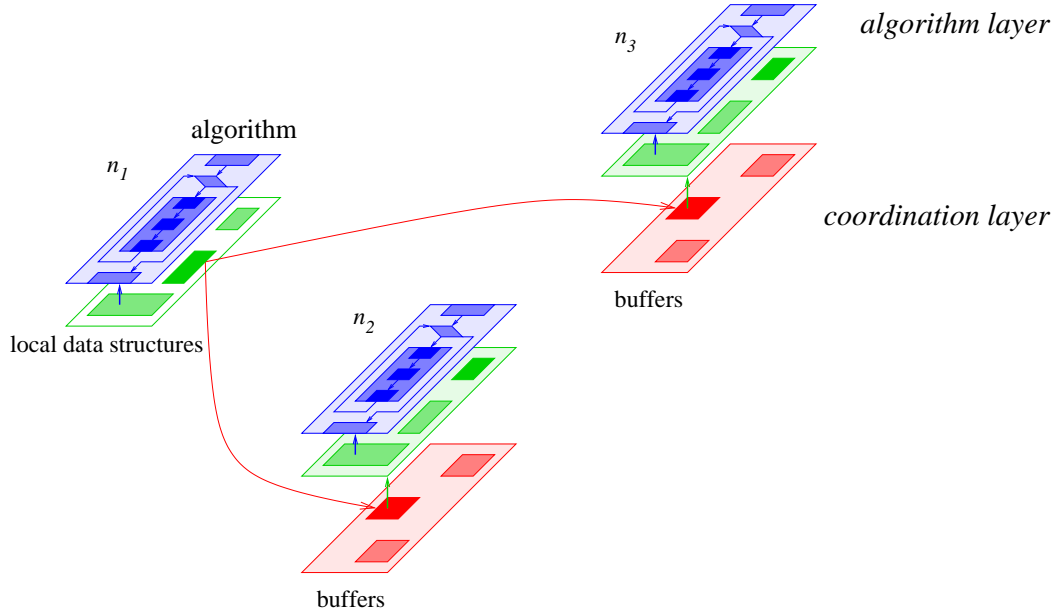 algorithm layer
n3
algorithm
n1
coordination layer
buffers
n2
local data structures
buffers